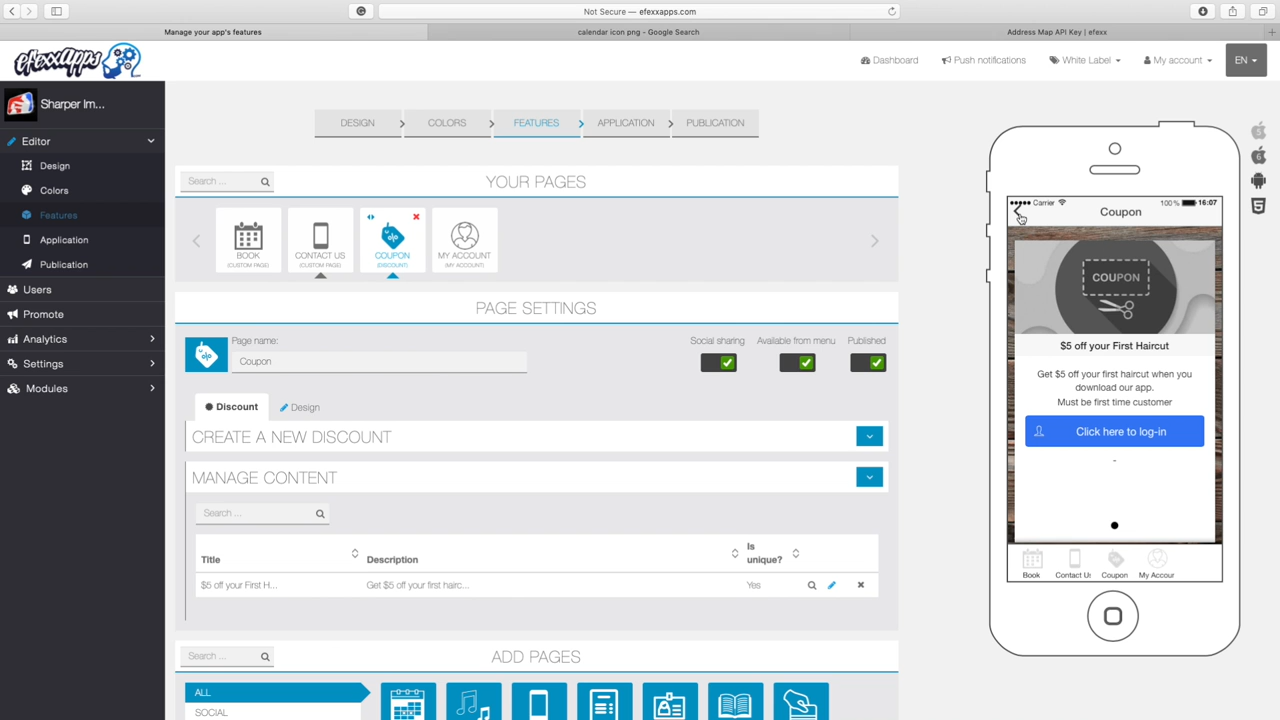 Not Secure — efexxapps.com
Manage your app's features
calendar icon png - Google Search
Address Map API Key | efexx
efexxApps
Dashboard
Push notifications
White Label
My account
EN
Sharper Im...
Editor
Design
Colors
Features
Application
Publication
Users
Promote
Analytics
Settings
Modules
DESIGN
COLORS
FEATURES
APPLICATION
PUBLICATION
Search ...
YOUR PAGES
BOOK
(CUSTOM PAGE)
CONTACT US
(CUSTOM PAGE)
COUPON
(DISCOUNT)
MY ACCOUNT
(MY ACCOUNT)
PAGE SETTINGS
Page name:
Coupon
Social sharing
Available from menu
Published
Discount
Design
CREATE A NEW DISCOUNT
MANAGE CONTENT
Search ...
Title
Description
Is unique?
$5 off your First H...
Get $5 off your first hairc...
Yes
Search ...
ADD PAGES
ALL
SOCIAL
Carrier
100 %
16:07
Coupon
COUPON
$5 off your First Haircut
Get $5 off your first haircut when you
download our app.
Must be first time customer
Click here to log-in
-
Book
Contact Us
Coupon
My Accour
5
6
5